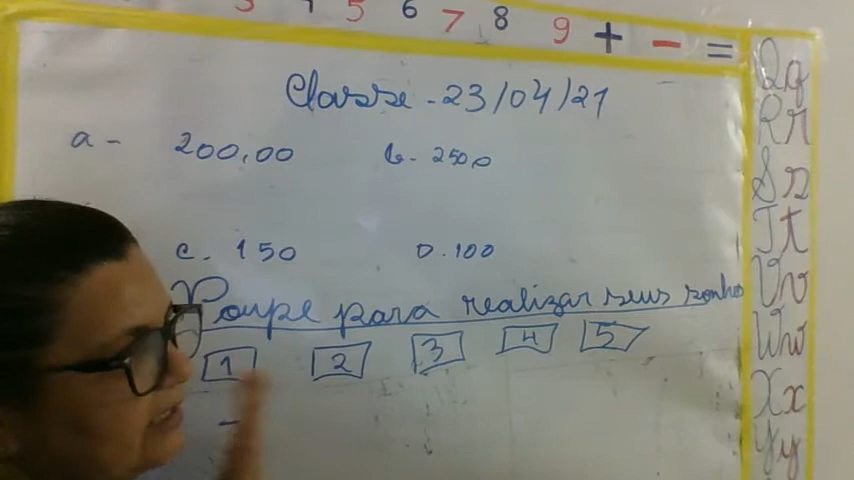 5 6 7 8 9 + - =
Classe - 23/04/21
a - 200,00 b - 2500
c. 150 D. 100
Poupe para realizar seus sonhos
1 2 3 4 5
-
Qq
Rr
Ss
Tt
Vv
Ww
Xx
Yy